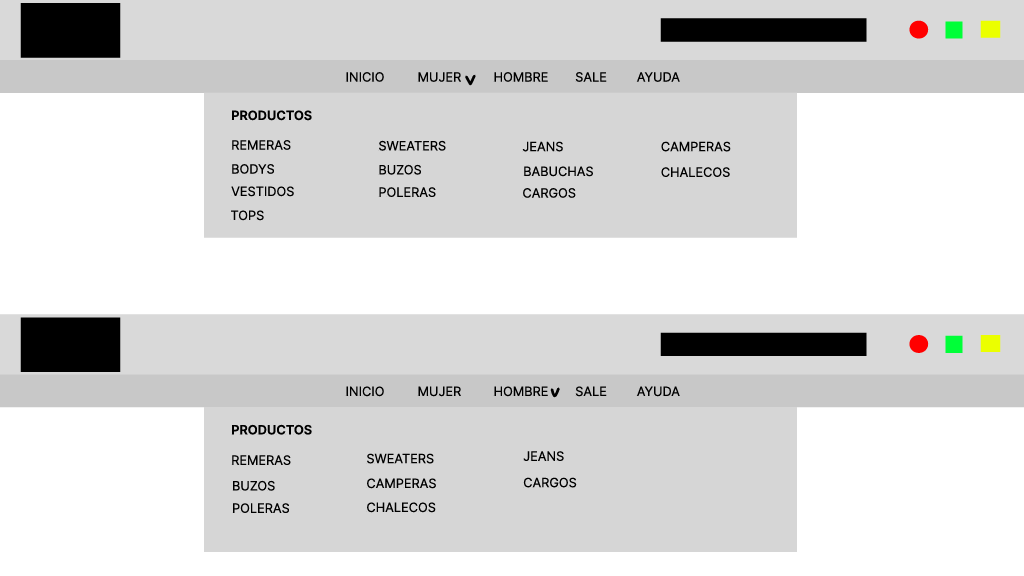 INICIO MUJER HOMBRE SALE AYUDA
PRODUCTOS
REMERAS SWEATERS JEANS CAMPERAS
BODYS BUZOS BABUCHAS CHALECOS
VESTIDOS POLERAS CARGOS
TOPS
INICIO MUJER HOMBRE SALE AYUDA
PRODUCTOS
REMERAS SWEATERS JEANS
BUZOS CAMPERAS CARGOS
POLERAS CHALECOS